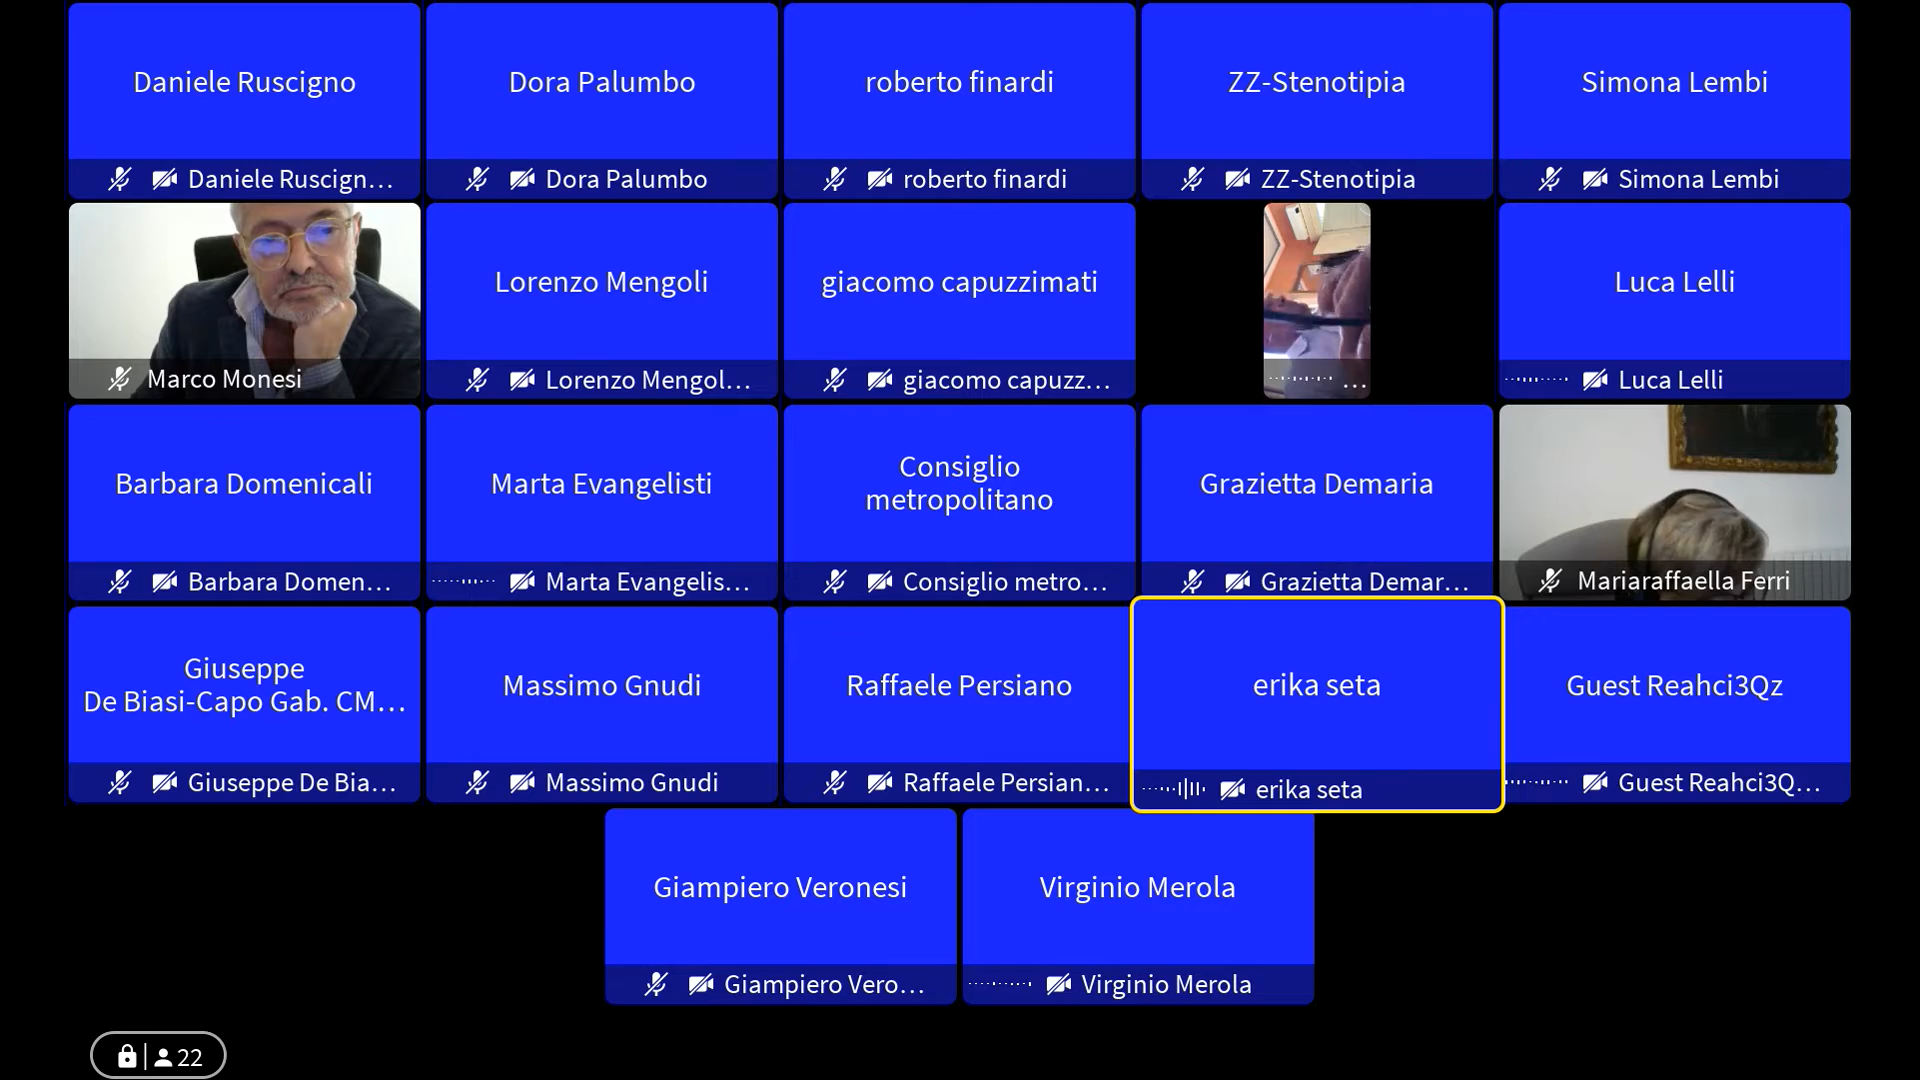 Daniele Ruscigno
Daniele Ruscign...
Dora Palumbo
Dora Palumbo
roberto finardi
roberto finardi
ZZ-Stenotipia
ZZ-Stenotipia
Simona Lembi
Simona Lembi
Marco Monesi
Lorenzo Mengoli
Lorenzo Mengol...
giacomo capuzzimati
giacomo capuzz...
...
Luca Lelli
Luca Lelli
Barbara Domenicali
Barbara Domen...
Marta Evangelisti
Marta Evangelis...
Consiglio
metropolitano
Consiglio metro...
Grazietta Demaria
Grazietta Demar...
Mariaraffaella Ferri
Giuseppe
De Biasi-Capo Gab. CM...
Giuseppe De Bia...
Massimo Gnudi
Massimo Gnudi
Raffaele Persiano
Raffaele Persian...
erika seta
erika seta
Guest Reahci3Qz
Guest Reahci3Q...
Giampiero Veronesi
Giampiero Vero...
Virginio Merola
Virginio Merola
22